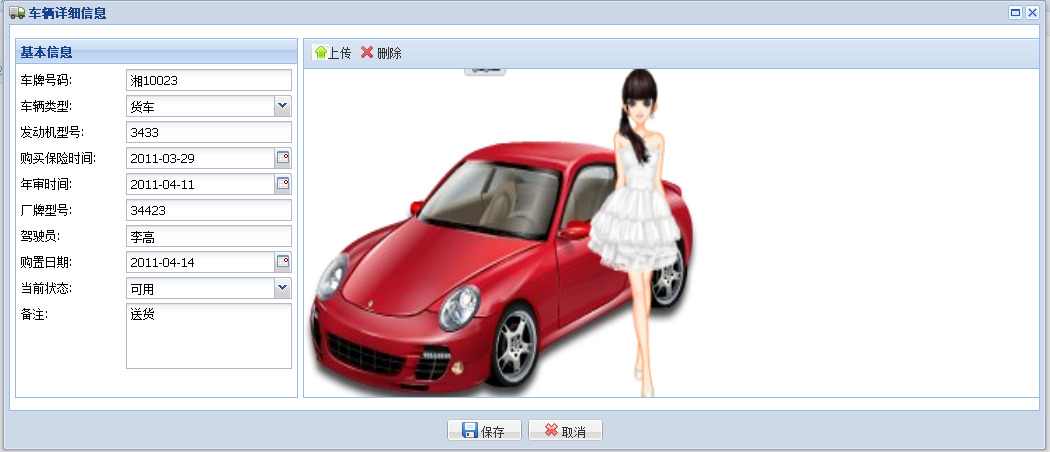 车辆详细信息
基本信息
上传 删除
车牌号码: 湘10023
车辆类型: 货车
发动机型号: 3433
购买保险时间: 2011-03-29
年审时间: 2011-04-11
厂牌型号: 34423
驾驶员: 李高
购置日期: 2011-04-14
当前状态: 可用
备注: 送货
保存 取消